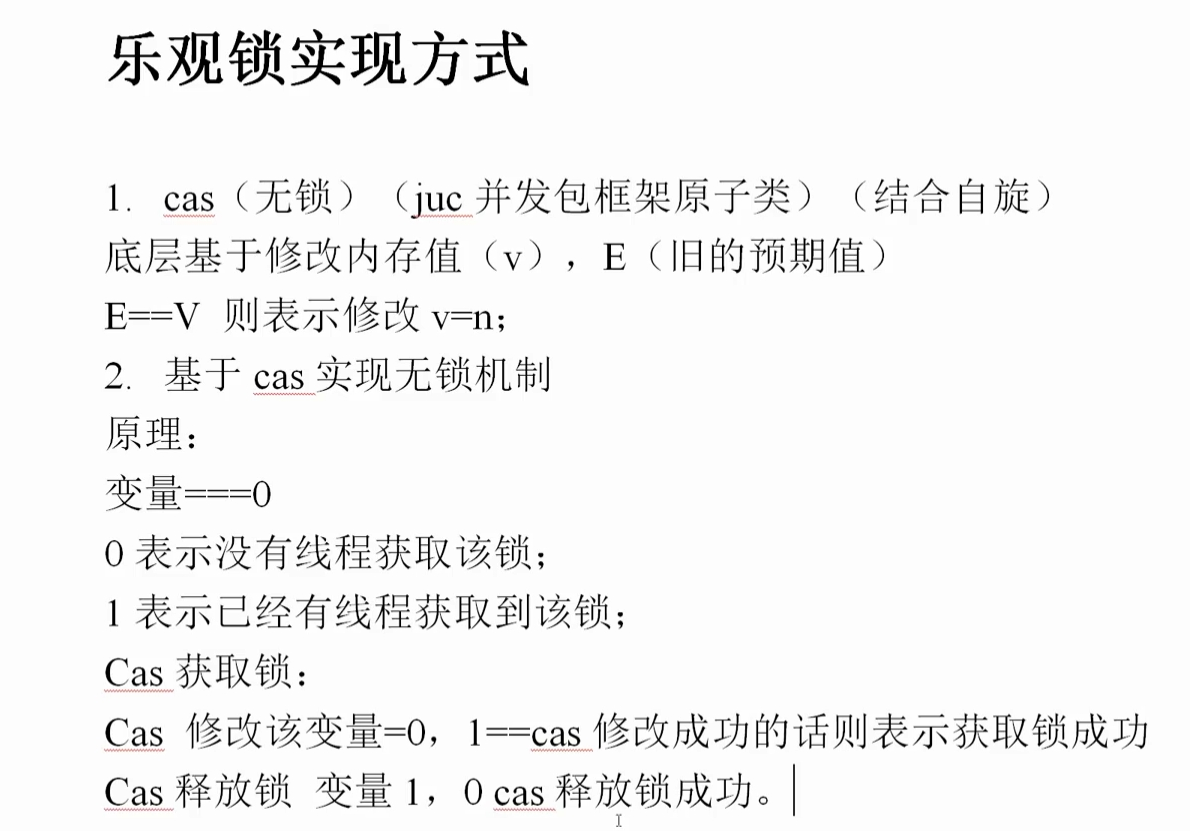 乐观锁实现方式
1. cas（无锁）（juc 并发包框架原子类）（结合自旋）
底层基于修改内存值（v），E（旧的预期值）
E==V 则表示修改 v=n；
2. 基于 cas 实现无锁机制
原理：
变量===0
0 表示没有线程获取该锁；
1 表示已经有线程获取到该锁；
Cas 获取锁：
Cas 修改该变量=0，1==cas 修改成功的话则表示获取锁成功
Cas 释放锁 变量 1，0 cas 释放锁成功。